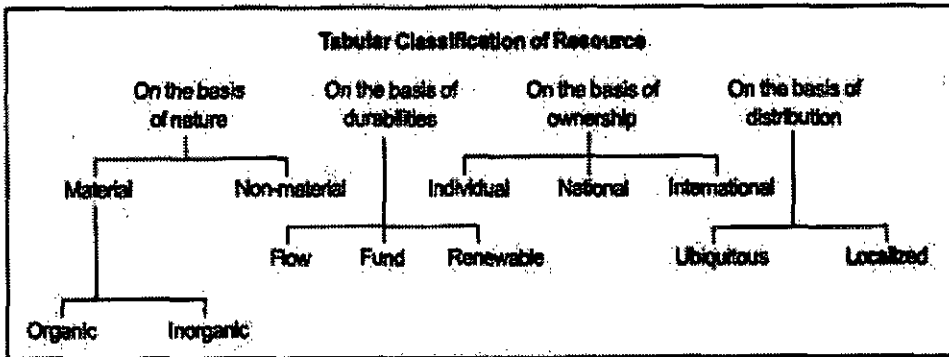 Tabular Classification of Resource
On the basis
of nature
On the basis of
durabilities
On the basis of
ownership
On the basis of
distribution
Material
Non-material
Individual
National
International
Flow
Fund
Renewable
Ubiquitous
Localized
Organic
Inorganic